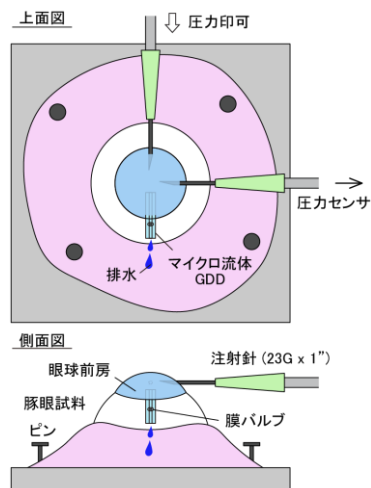 上面図
圧力印可
圧力センサ
マイクロ流体
GDD
排水
側面図
注射針 (23G x 1”)
眼球前房
豚眼試料
膜バルブ
ピン